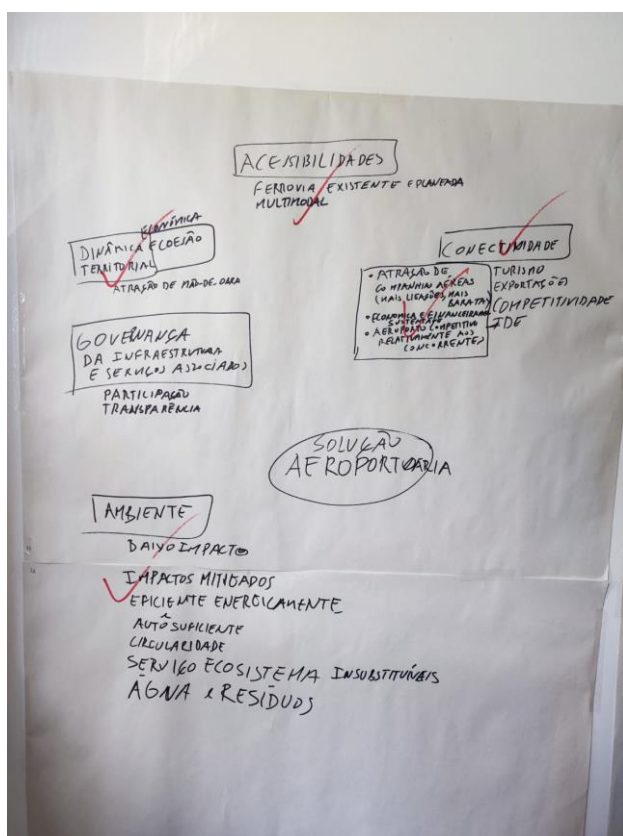 ACESSIBILIDADES
FERROVIA EXISTENTE E PLANEADA
MULTIMODAL
ECONÓMICA
DINÂMICA E COESÃO
TERRITORIAL
ATRAÇÃO DE MÃO-DE-OBRA
CONECTIVIDADE
• ATRAÇÃO DE
COMPANHIAS AÉREAS
(MAIS LIGAÇÕES, MAIS
BARATAS)
• ECONÓMICA E FINANCEIRAMENTE
SUSTENTADO
• AEROPORTO COMPETITIVO
RELATIVAMENTE AOS
CONCORRENTES
TURISMO
EXPORTAÇÕES
COMPETITIVIDADE
IDE
GOVERNANÇA
DA INFRAESTRUTURA
E SERVIÇOS ASSOCIADOS
PARTICIPAÇÃO
TRANSPARÊNCIA
SOLUÇÃO
AEROPORTUÁRIA
AMBIENTE
BAIXO IMPACTO
IMPACTOS MITIGADOS
EFICIENTE ENERGICAMENTE
e
AUTOSUFICIENTE
CIRCULARIDADE
SERVIÇO ECOSISTEMA INSUBSTITUÍVEIS
ÁGUA e RESÍDUOS